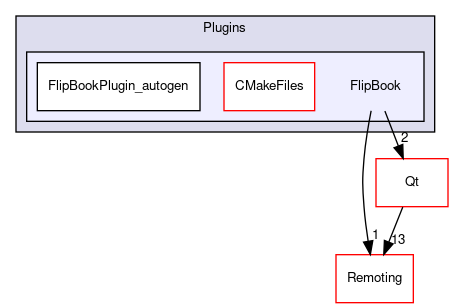 Plugins
FlipBookPlugin_autogen
CMakeFiles
FlipBook
2
Qt
1
13
Remoting